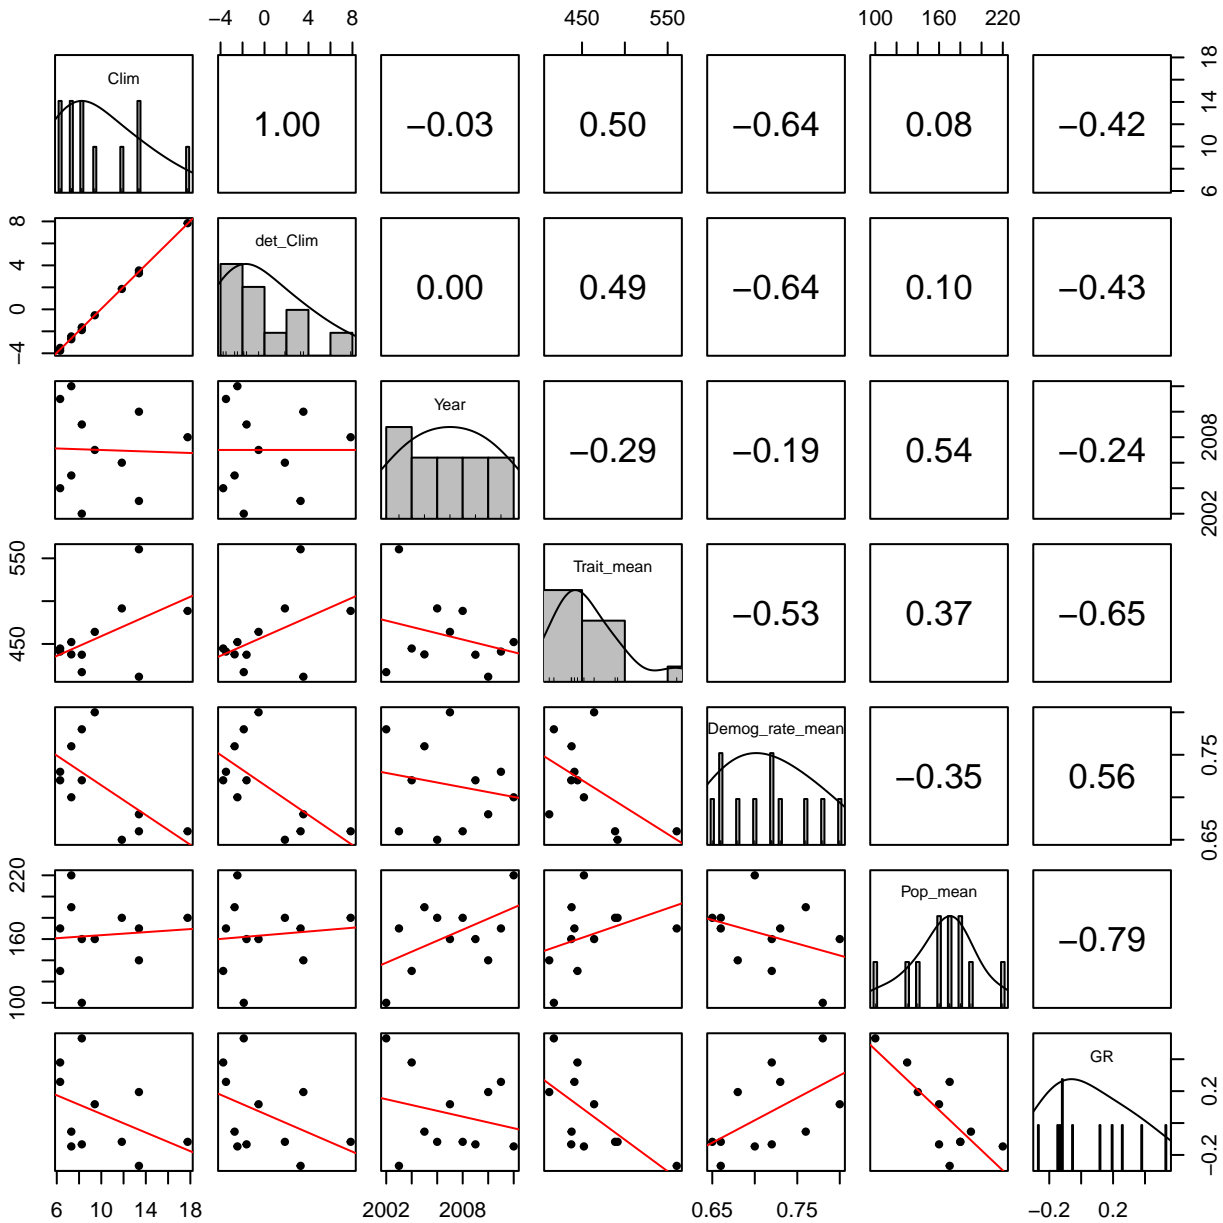 −4 0 4 8 450 550 100 160 220
Clim 1.00 −0.03 0.50 −0.64 0.08 −0.42
6 10 14 18
−4 0 4 8
det_Clim 0.00 0.49 −0.64 0.10 −0.43
Year −0.29 −0.19 0.54 −0.24
2002 2008
450 550
Trait_mean −0.53 0.37 −0.65
Demog_rate_mean −0.35 0.56
0.65 0.75
100 160 220
Pop_mean −0.79
GR
−0.2 0.2
6 10 14 18 2002 2008 0.65 0.75 −0.2 0.2